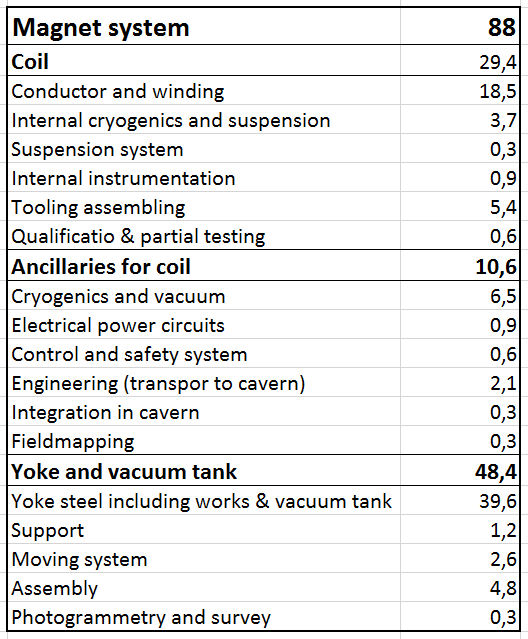 Magnet system 88
Coil 29,4
Conductor and winding 18,5
Internal cryogenics and suspension 3,7
Suspension system 0,3
Internal instrumentation 0,9
Tooling assembling 5,4
Qualificatio & partial testing 0,6
Ancillaries for coil 10,6
Cryogenics and vacuum 6,5
Electrical power circuits 0,9
Control and safety system 0,6
Engineering (transpor to cavern) 2,1
Integration in cavern 0,3
Fieldmapping 0,3
Yoke and vacuum tank 48,4
Yoke steel including works & vacuum tank 39,6
Support 1,2
Moving system 2,6
Assembly 4,8
Photogrammetry and survey 0,3